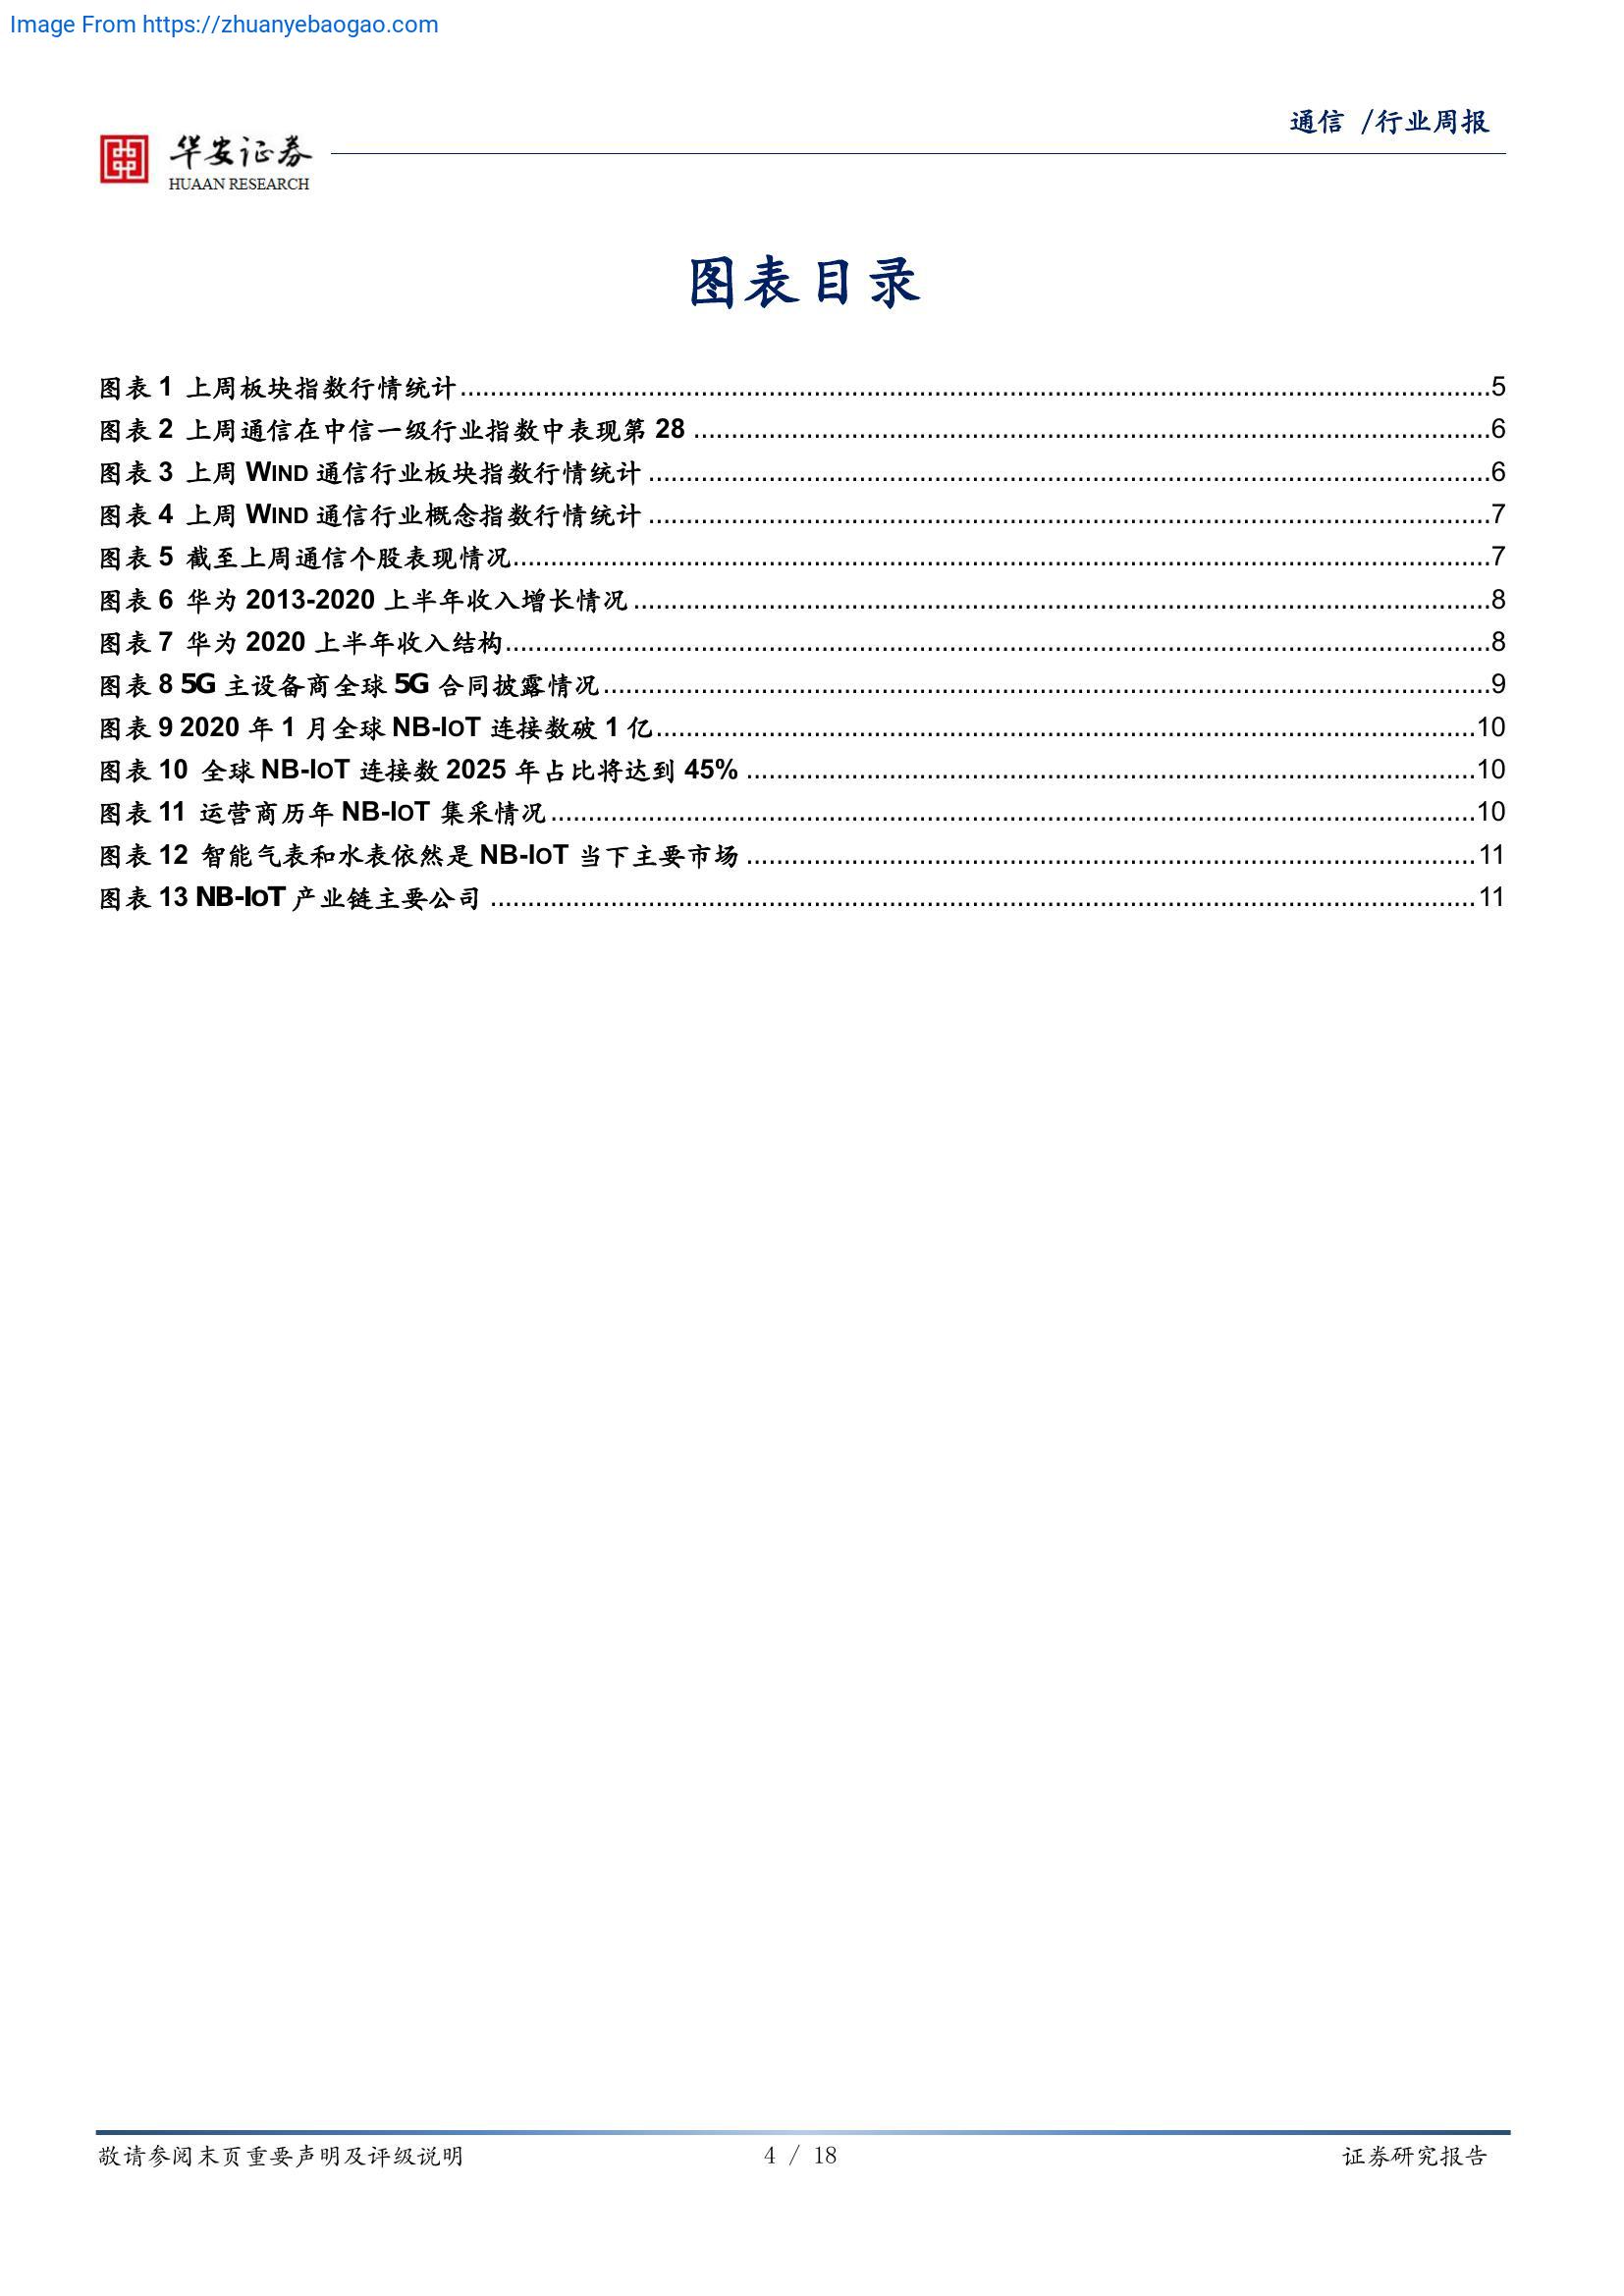 Image From https://zhuanyebaogao.com
通信 /行业周报
华安证券
HUAAN RESEARCH
图表目录
图表 1 上周板块指数行情统计........................................5
图表 2 上周通信在中信一级行业指数中表现第 28 ........................................6
图表 3 上周 WIND 通信行业板块指数行情统计 ........................................6
图表 4 上周 WIND 通信行业概念指数行情统计 ........................................7
图表 5 截至上周通信个股表现情况........................................7
图表 6 华为 2013-2020 上半年收入增长情况 ........................................8
图表 7 华为 2020 上半年收入结构........................................8
图表 8 5G 主设备商全球 5G 合同披露情况........................................9
图表 9 2020 年 1 月全球 NB-IOT 连接数破 1 亿........................................10
图表 10 全球 NB-IOT 连接数 2025 年占比将达到 45% ........................................10
图表 11 运营商历年 NB-IOT 集采情况........................................10
图表 12 智能气表和水表依然是 NB-IOT 当下主要市场 ........................................11
图表 13 NB-IOT 产业链主要公司 ........................................11
敬请参阅末页重要声明及评级说明 4 / 18 证券研究报告